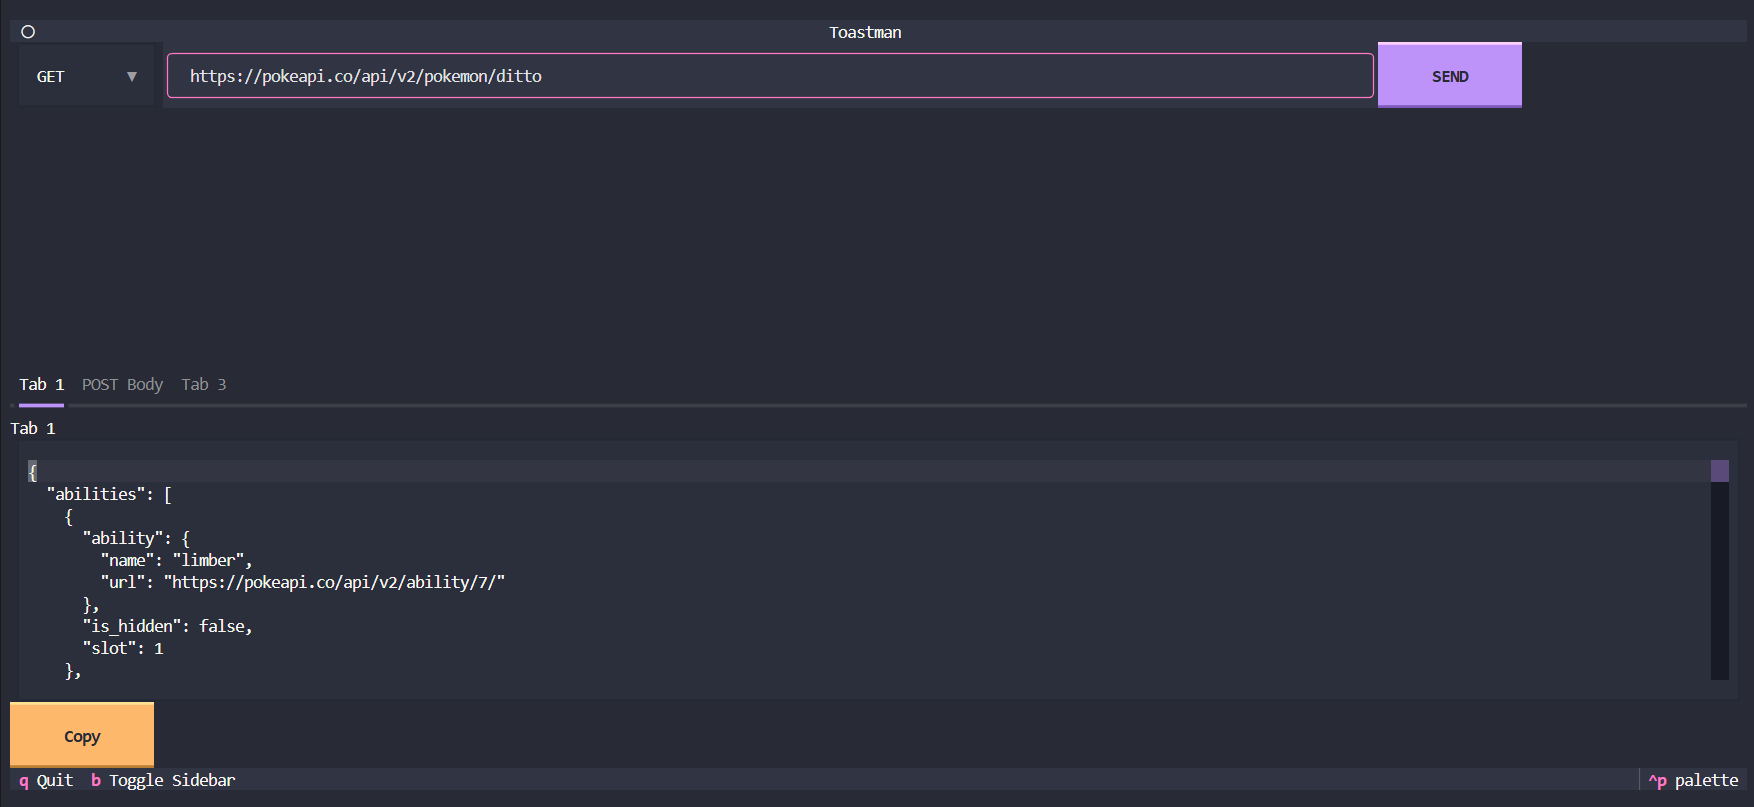 Toastman
GET ▼ https://pokeapi.co/api/v2/pokemon/ditto SEND
Tab 1 POST Body Tab 3
Tab 1
{
  "abilities": [
    {
      "ability": {
        "name": "limber",
        "url": "https://pokeapi.co/api/v2/ability/7/"
      },
      "is_hidden": false,
      "slot": 1
    },
Copy
q Quit b Toggle Sidebar ^p palette